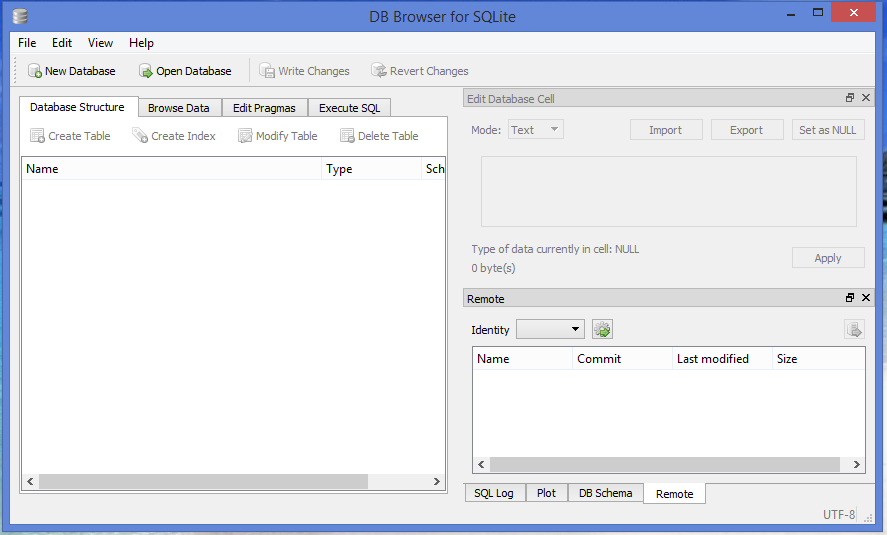 DB Browser for SQLite
File Edit View Help
New Database Open Database Write Changes Revert Changes
Database Structure Browse Data Edit Pragmas Execute SQL
Create Table Create Index Modify Table Delete Table
Name Type Sch
Edit Database Cell
Mode: Text Import Export Set as NULL
Type of data currently in cell: NULL
0 byte(s)
Apply
Remote
Identity
Name Commit Last modified Size
SQL Log Plot DB Schema Remote
UTF-8